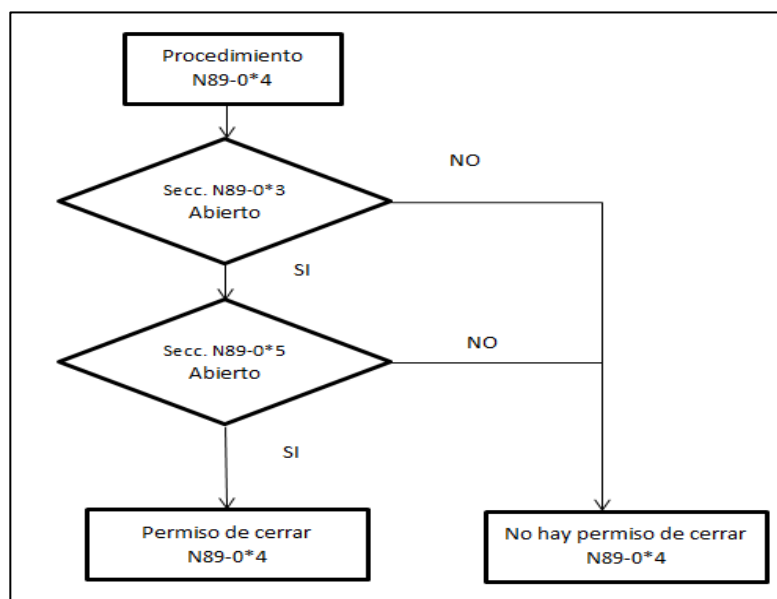 Procedimiento
N89-0*4
NO
Secc. N89-0*3
Abierto
SI
NO
Secc. N89-0*5
Abierto
SI
Permiso de cerrar
N89-0*4
No hay permiso de cerrar
N89-0*4